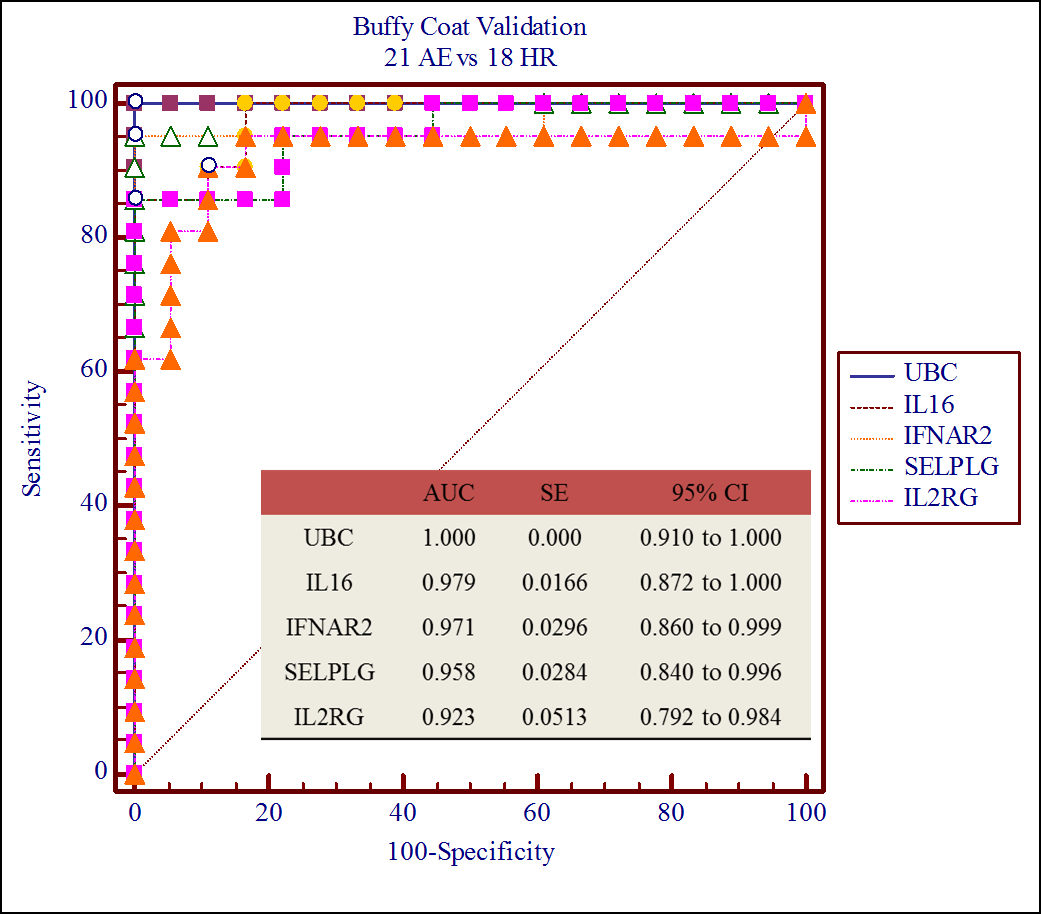 Buffy Coat Validation
21 AE vs 18 HR
100
80
60
40
20
0
Sensitivity
0 20 40 60 80 100
100-Specificity
UBC
IL16
IFNAR2
SELPLG
IL2RG
AUC SE 95% CI
UBC 1.000 0.000 0.910 to 1.000
IL16 0.979 0.0166 0.872 to 1.000
IFNAR2 0.971 0.0296 0.860 to 0.999
SELPLG 0.958 0.0284 0.840 to 0.996
IL2RG 0.923 0.0513 0.792 to 0.984